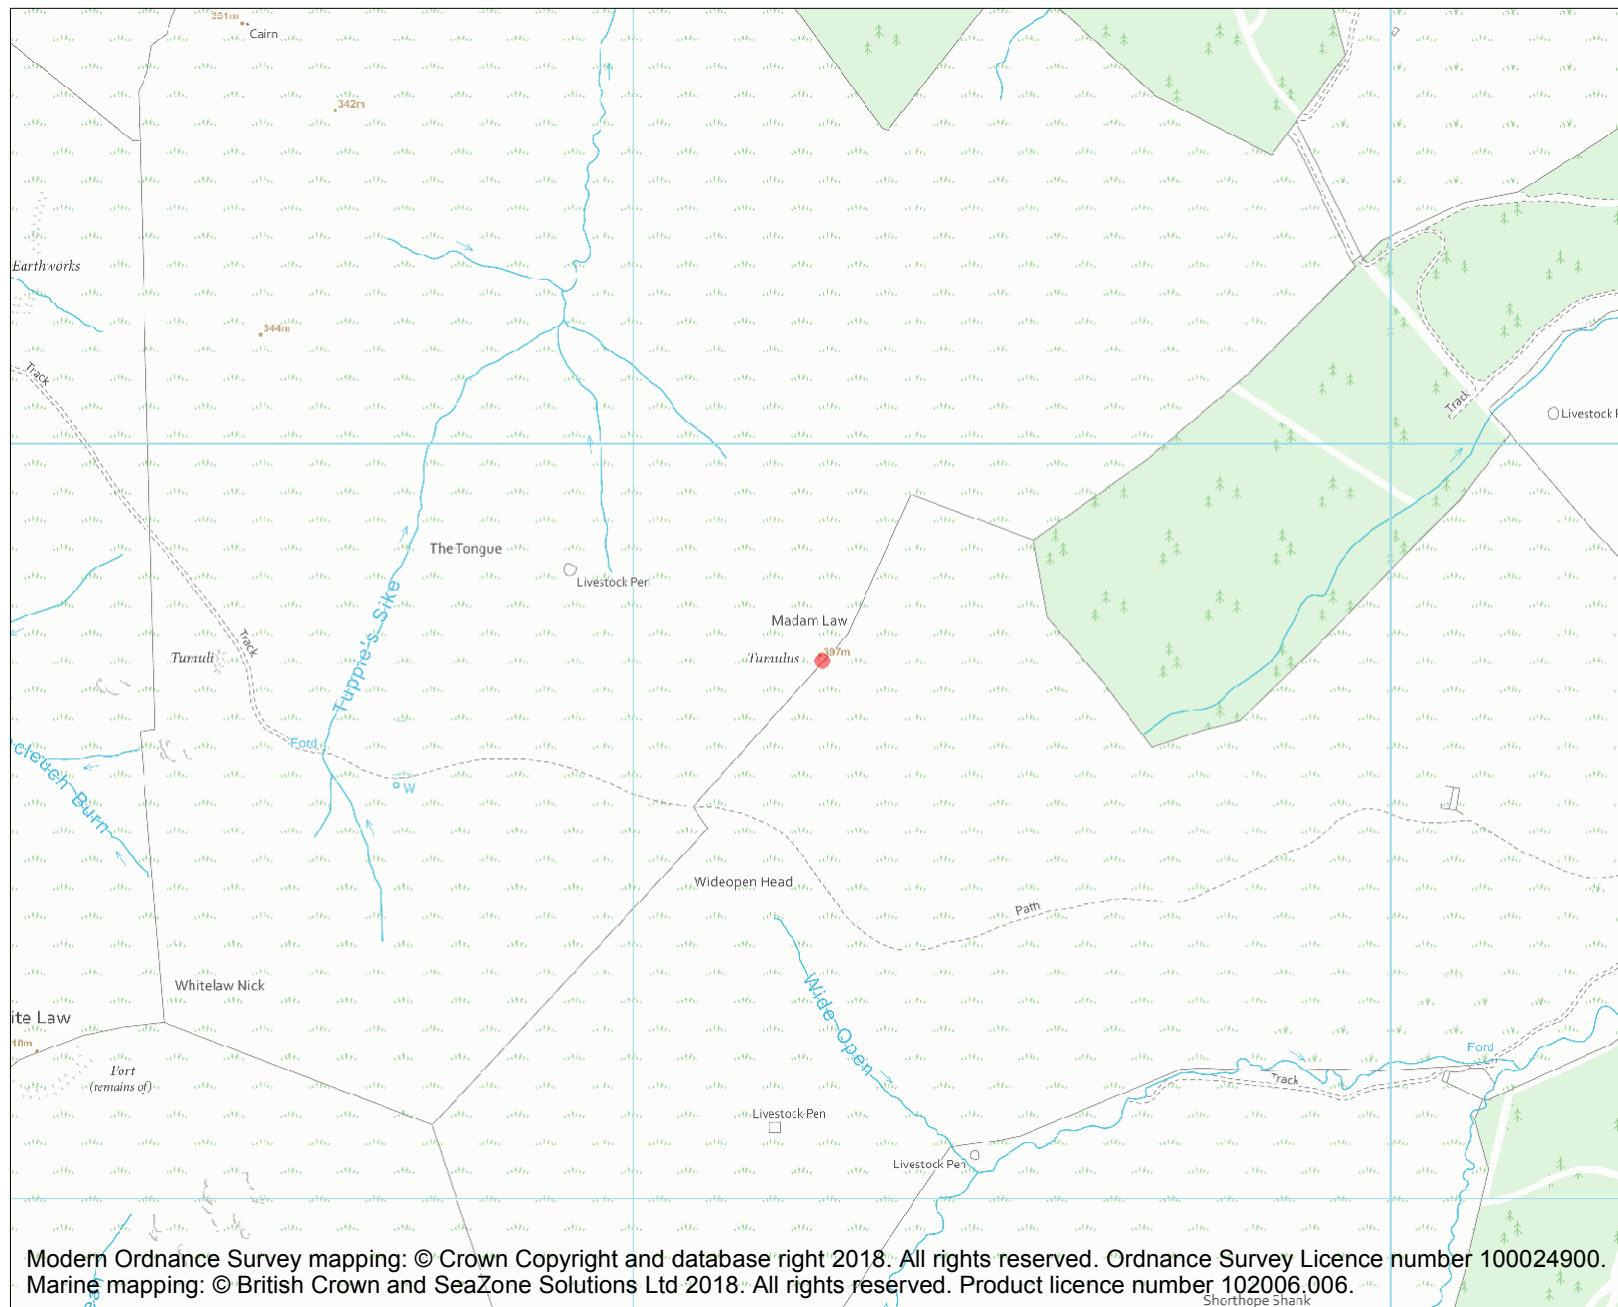 351m
Cairn
342m
Earthworks
344m
Track
Track
Livestock P
The Tongue
Livestock Pen
Madam Law
Tumulus
397m
Tumuli
Track
Tuppie's Sike
Ford
W
cleuch Burn
Wideopen Head
Path
Whitelaw Nick
ite Law
10m
Fort
(remains of)
Wide Open
Ford
Track
Livestock Pen
Livestock Pen
Modern Ordnance Survey mapping: © Crown Copyright and database right 2018. All rights reserved. Ordnance Survey Licence number 100024900.
Marine mapping: © British Crown and SeaZone Solutions Ltd 2018. All rights reserved. Product licence number 102006.006.
Shorthope Shank